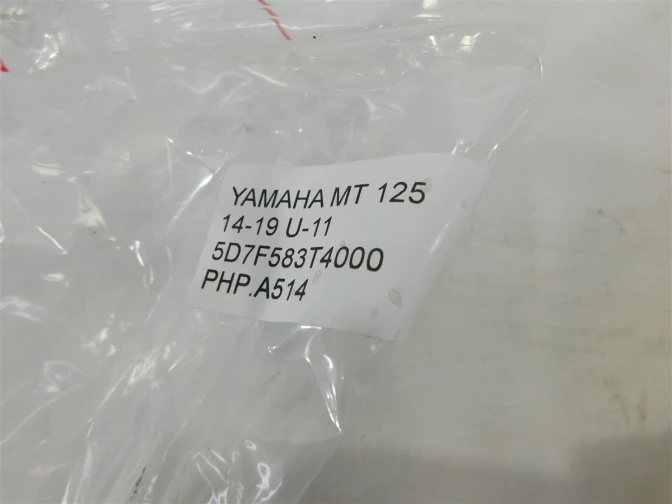 YAMAHA MT 125
14-19 U-11
5D7F583T4000
PHP.A514